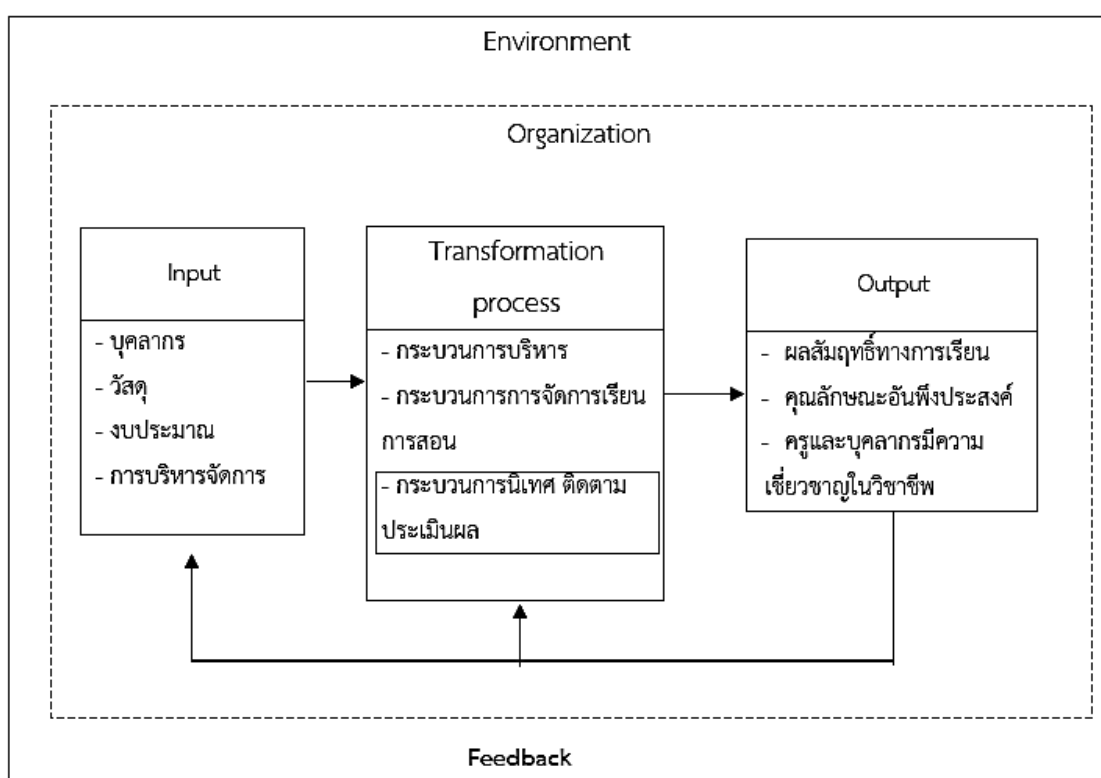 Environment
Organization
Input
- บุคลากร
- วัสดุ
- งบประมาณ
- การบริหารจัดการ
Transformation
process
- กระบวนการบริหาร
- กระบวนการการจัดการเรียน
การสอน
- กระบวนการนิเทศ ติดตาม
ประเมินผล
Output
- ผลสัมฤทธิ์ทางการเรียน
- คุณลักษณะอันพึงประสงค์
- ครูและบุคลากรมีความ
เชี่ยวชาญในวิชาชีพ
Feedback